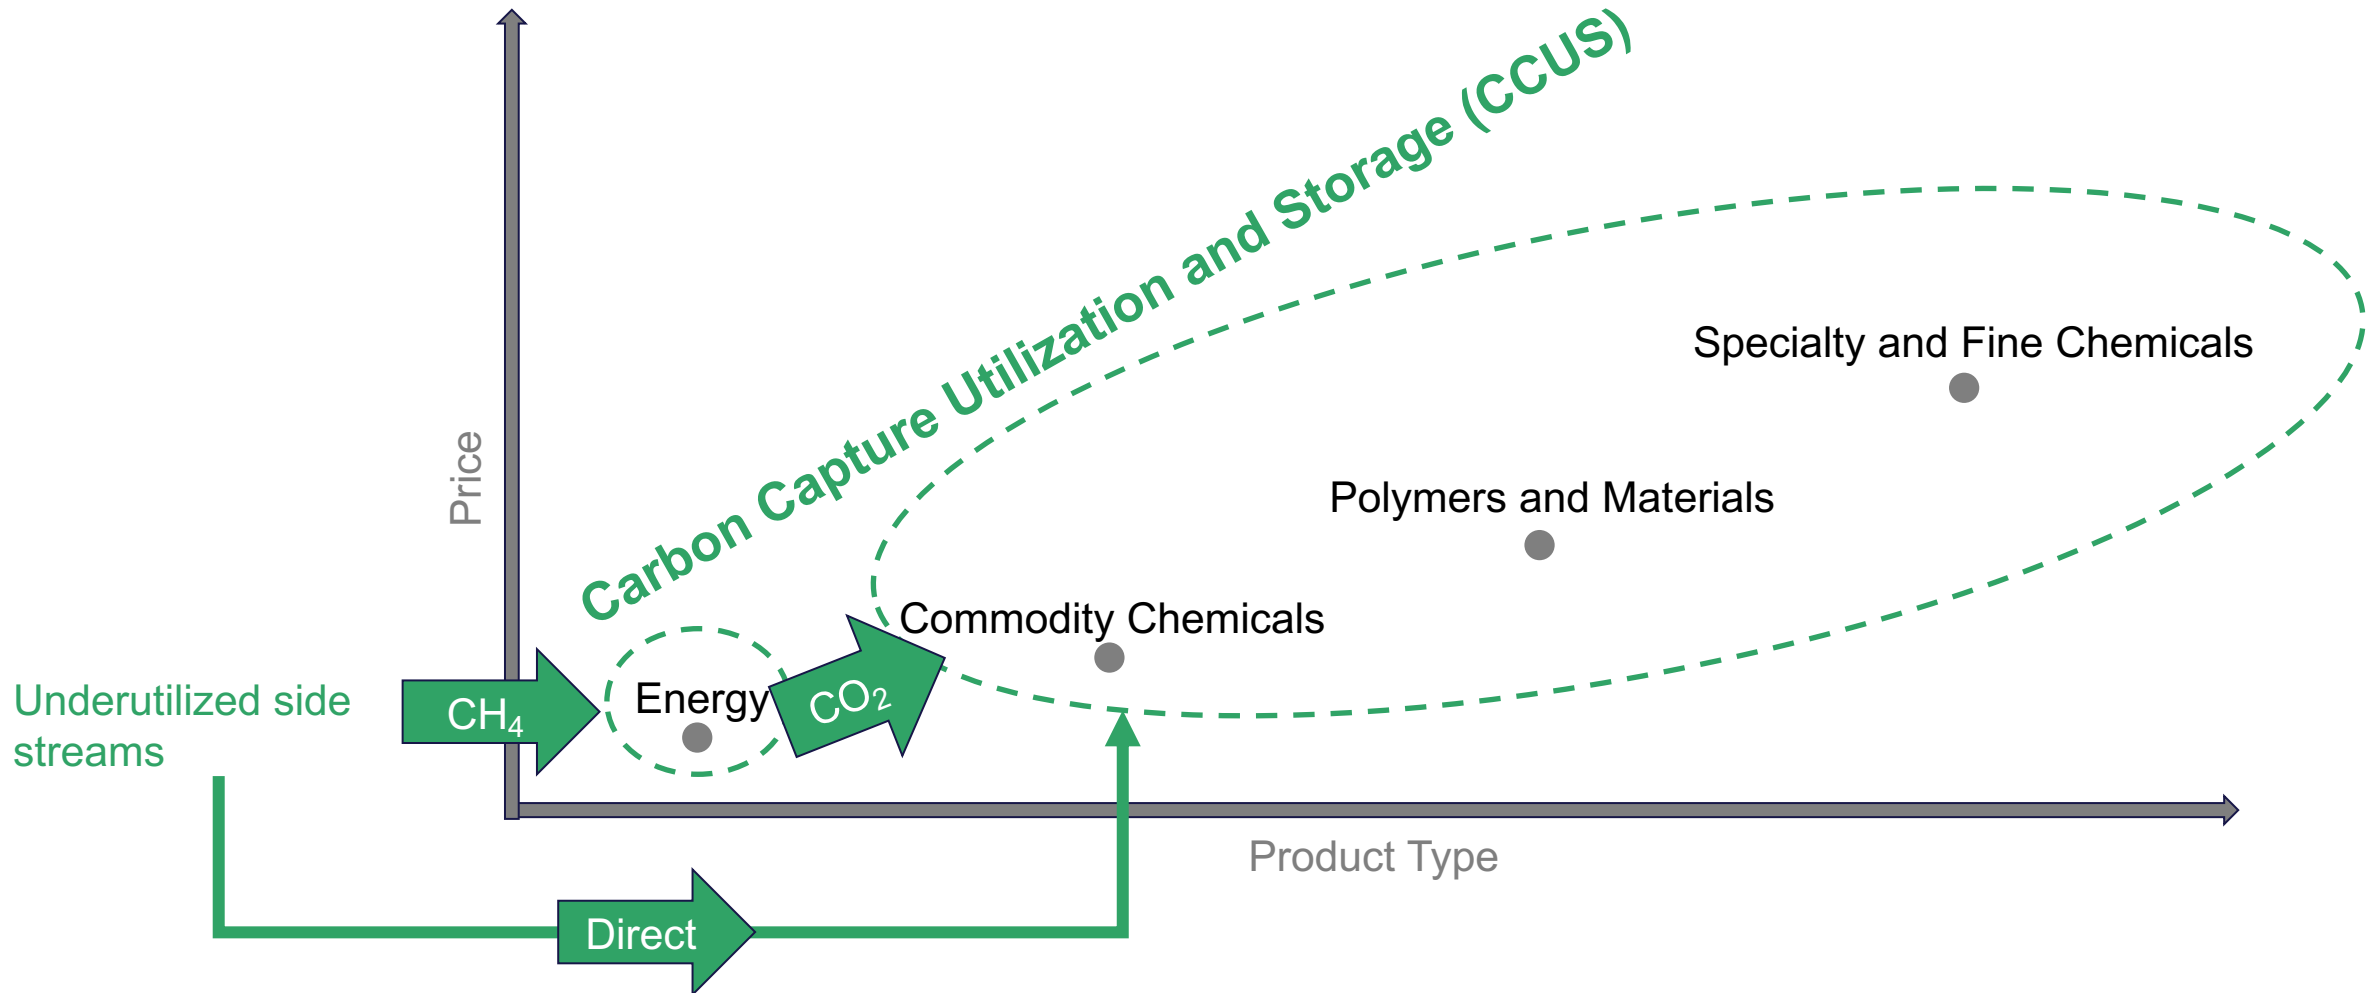 Carbon Capture Utilization and Storage (CCUS)
Specialty and Fine Chemicals
Price
Polymers and Materials
Commodity Chemicals
Underutilized side
streams
CH₄
Energy
CO₂
Product Type
Direct